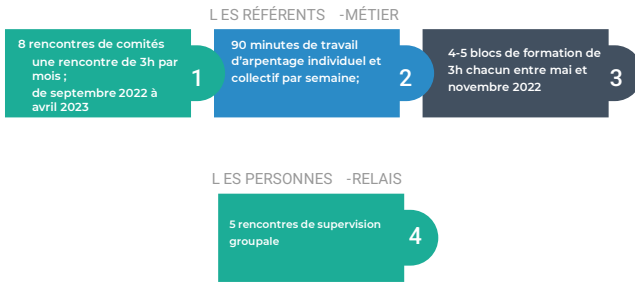 LES RÉFÉRENTS -MÉTIER
8 rencontres de comités
une rencontre de 3h par
mois ;
de septembre 2022 à
avril 2023
1
90 minutes de travail
d'arpentage individuel et
collectif par semaine;
2
4-5 blocs de formation de
3h chacun entre mai et
novembre 2022
3
LES PERSONNES -RELAIS
5 rencontres de supervision
groupale
4